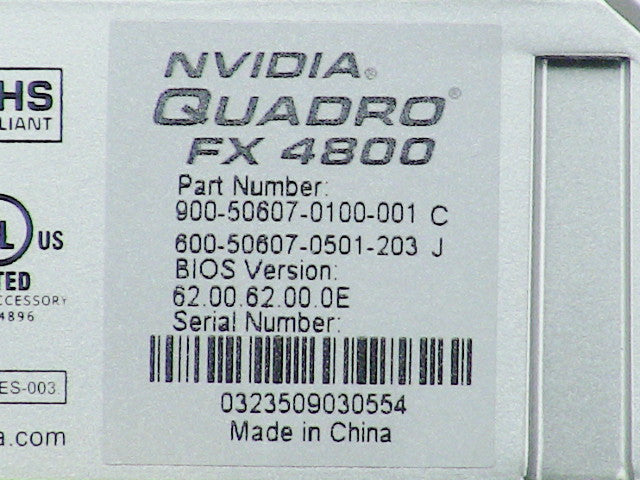 NVIDIA®
QUADRO®
FX 4800
Part Number:
900-50607-0100-001 C
600-50607-0501-203 J
BIOS Version:
62.00.62.00.0E
Serial Number:
0323509030554
Made in China
HS
LIANT
US
TED
CCESSORY
4896
ES-003.
a.com